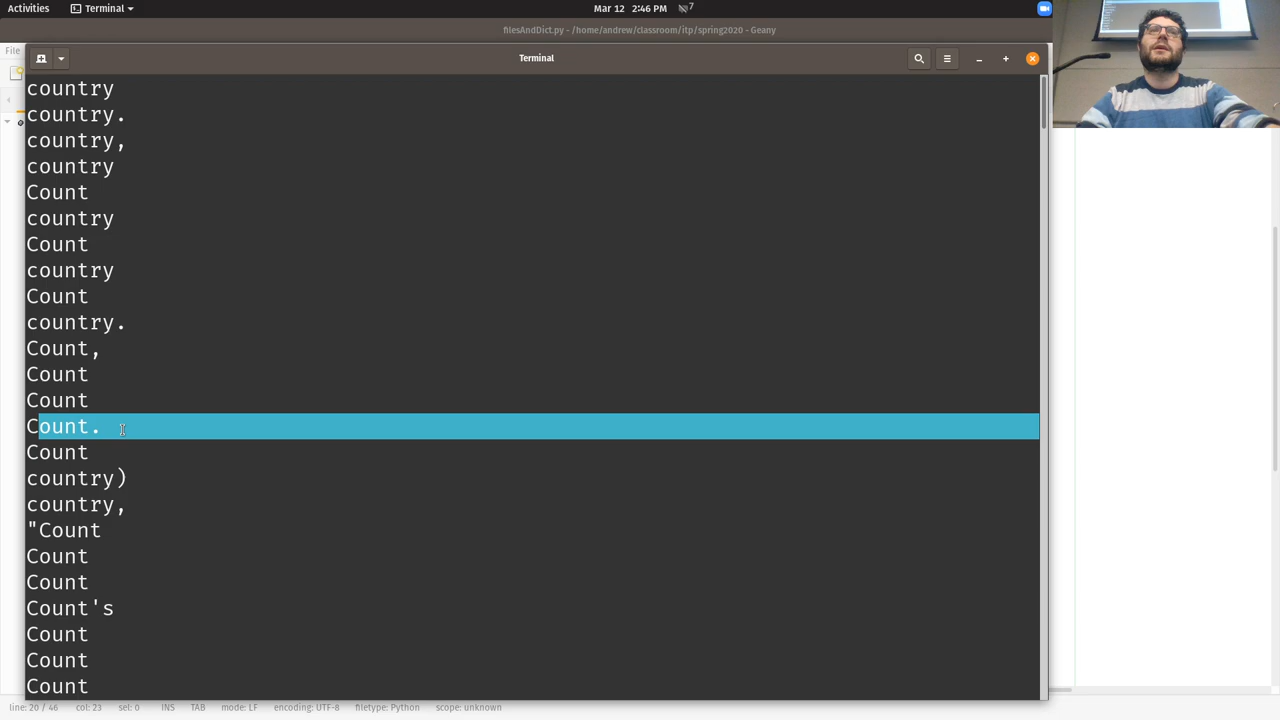 Activities
Terminal
Mar 12 2:46 PM
7
filesAndDict.py - /home/andrew/classroom/itp/spring2020 - Geany
File
Terminal
country
country.
country,
country
Count
country
Count
country
Count
country.
Count,
Count
Count
Count.
Count
country)
country,
"Count
Count
Count
Count's
Count
Count
Count
line: 20 / 46 col: 23 sel: 0 INS TAB mode: LF encoding: UTF-8 filetype: Python scope: unknown